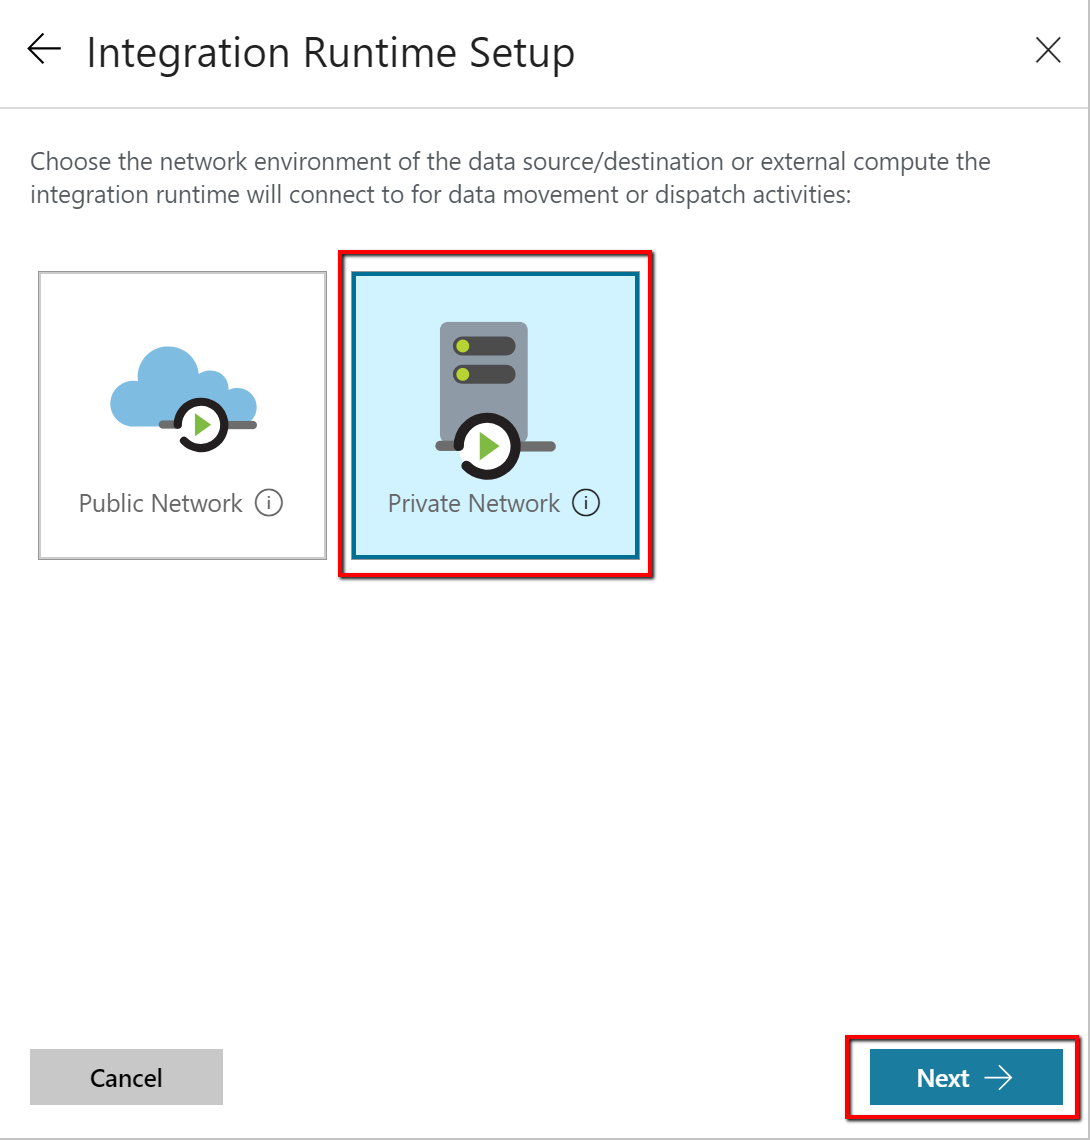 Integration Runtime Setup
Choose the network environment of the data source/destination or external compute the
integration runtime will connect to for data movement or dispatch activities:
Public Network
Private Network
Cancel
Next